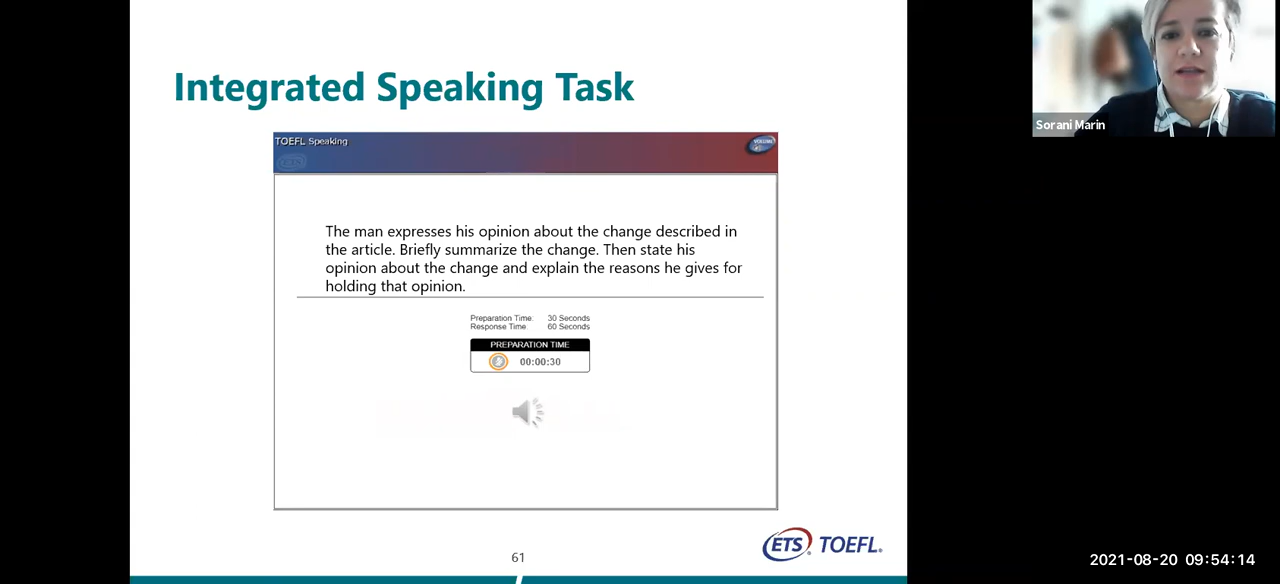 Integrated Speaking Task
TOEFL Speaking
VOLUME
ETS
The man expresses his opinion about the change described in
the article. Briefly summarize the change. Then state his
opinion about the change and explain the reasons he gives for
holding that opinion.
Preparation Time: 30 Seconds
Response Time: 60 Seconds
PREPARATION TIME
00:00:30
ETS TOEFL
61
Sorani Marin
2021-08-20 09:54:14